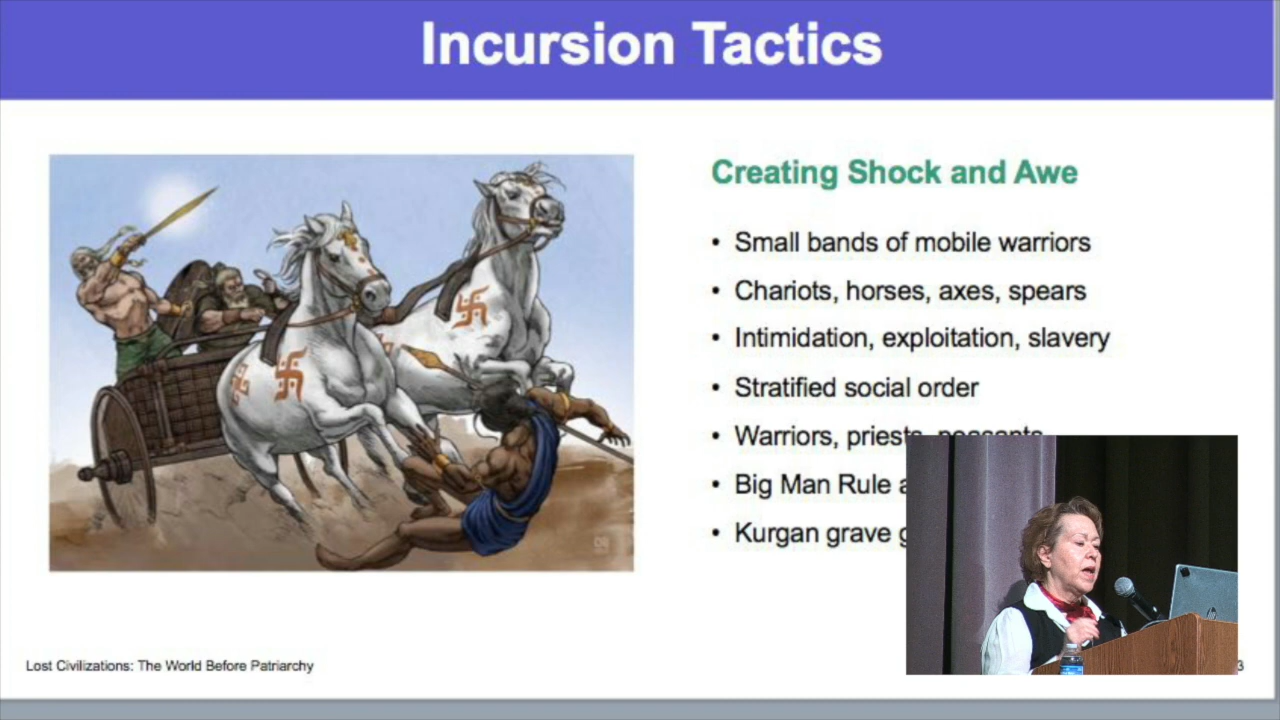 Incursion Tactics
Creating Shock and Awe
• Small bands of mobile warriors
• Chariots, horses, axes, spears
• Intimidation, exploitation, slavery
• Stratified social order
• Warriors, priests, peasants
• Big Man Rule
• Kurgan grave
Lost Civilizations: The World Before Patriarchy
3